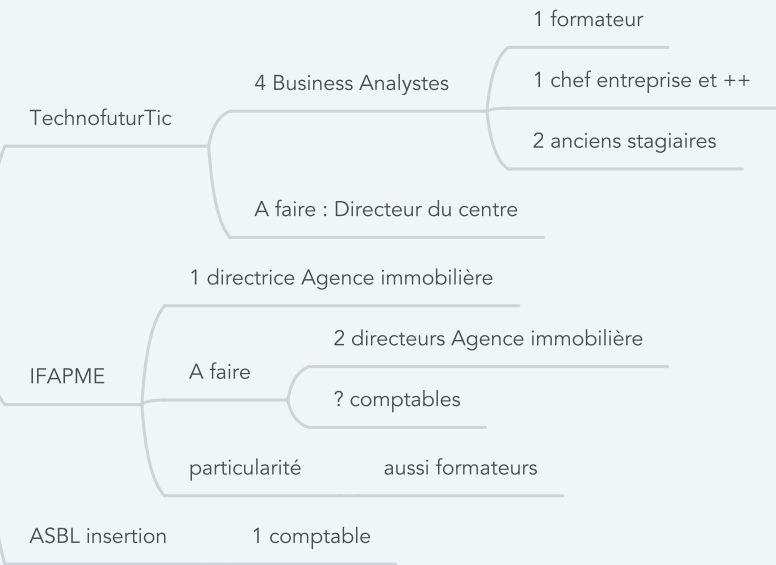 1 formateur
1 chef entreprise et ++
4 Business Analystes
2 anciens stagiaires
TechnofuturTic
A faire : Directeur du centre
1 directrice Agence immobilière
2 directeurs Agence immobilière
A faire
? comptables
IFAPME
particularité aussi formateurs
ASBL insertion 1 comptable